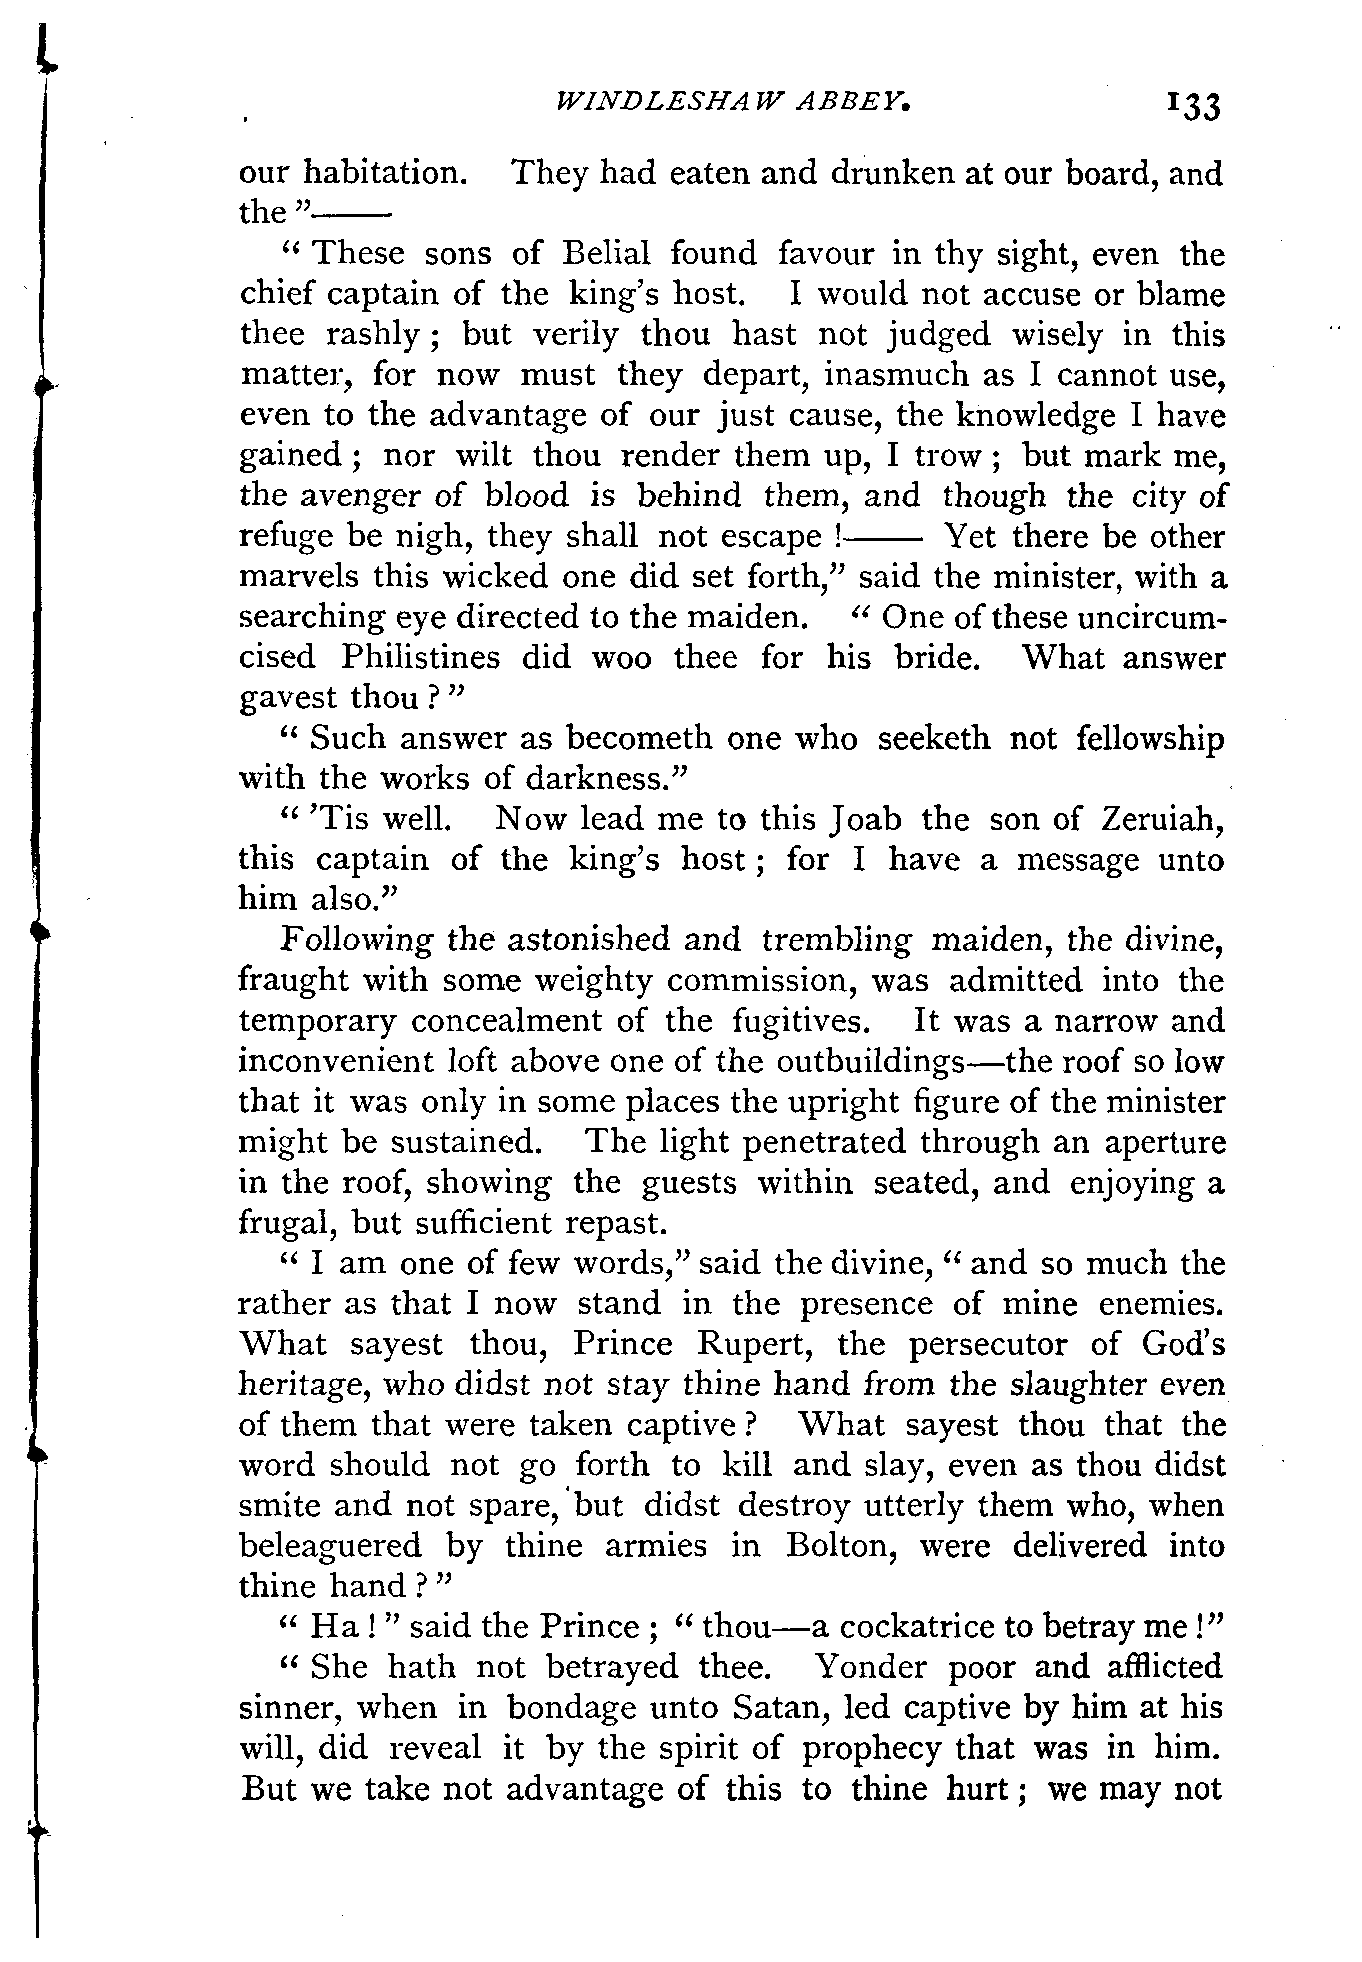 WINDLESHAW ABBEY. 133
our habitation. They had eaten and drunken at our board, and
the "——
" These sons of Belial found favour in thy sight, even the
chief captain of the king's host. I would not accuse or blame
thee rashly ; but verily thou hast not judged wisely in this
matter, for now must they depart, inasmuch as I cannot use,
even to the advantage of our just cause, the knowledge I have
gained ; nor wilt thou render them up, I trow ; but mark me,
the avenger of blood is behind them, and though the city of
refuge be nigh, they shall not escape !—— Yet there be other
marvels this wicked one did set forth," said the minister, with a
searching eye directed to the maiden. " One of these uncircum-
cised Philistines did woo thee for his bride. What answer
gavest thou ? "
" Such answer as becometh one who seeketh not fellowship
with the works of darkness."
" 'Tis well. Now lead me to this Joab the son of Zeruiah,
this captain of the king's host ; for I have a message unto
him also."
Following the astonished and trembling maiden, the divine,
fraught with some weighty commission, was admitted into the
temporary concealment of the fugitives. It was a narrow and
inconvenient loft above one of the outbuildings—the roof so low
that it was only in some places the upright figure of the minister
might be sustained. The light penetrated through an aperture
in the roof, showing the guests within seated, and enjoying a
frugal, but sufficient repast.
" I am one of few words," said the divine, " and so much the
rather as that I now stand in the presence of mine enemies.
What sayest thou, Prince Rupert, the persecutor of God's
heritage, who didst not stay thine hand from the slaughter even
of them that were taken captive ? What sayest thou that the
word should not go forth to kill and slay, even as thou didst
smite and not spare, but didst destroy utterly them who, when
beleaguered by thine armies in Bolton, were delivered into
thine hand ? "
" Ha ! " said the Prince ; " thou—a cockatrice to betray me !"
" She hath not betrayed thee. Yonder poor and afflicted
sinner, when in bondage unto Satan, led captive by him at his
will, did reveal it by the spirit of prophecy that was in him.
But we take not advantage of this to thine hurt ; we may not